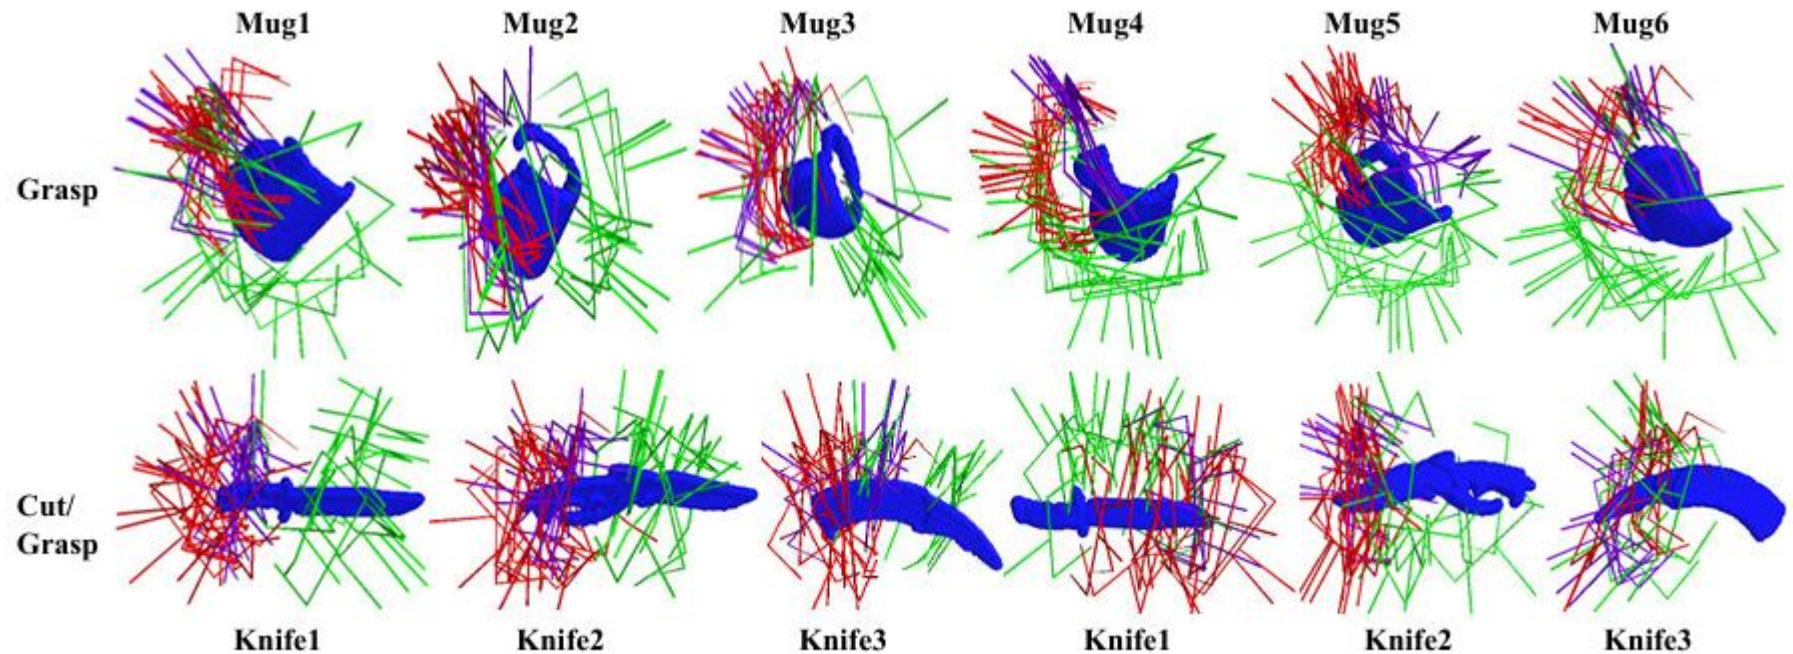 Mug1 Mug2 Mug3 Mug4 Mug5 Mug6
Grasp
Cut/
Grasp
Knife1 Knife2 Knife3 Knife1 Knife2 Knife3